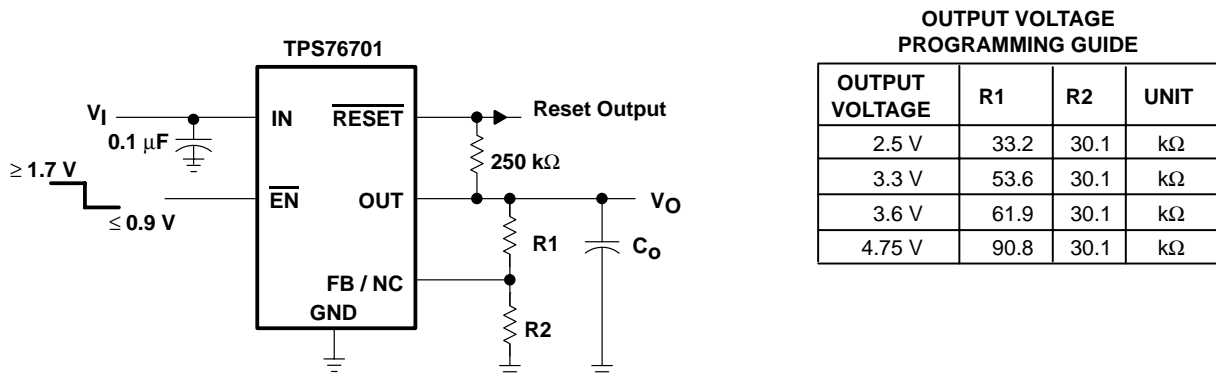 TPS76701
VI
0.1 µF
≥ 1.7 V
≤ 0.9 V
IN
RESET
EN
OUT
FB / NC
GND
Reset Output
250 kΩ
VO
R1
Co
R2
OUTPUT VOLTAGE
PROGRAMMING GUIDE
OUTPUT
VOLTAGE R1 R2 UNIT
2.5 V 33.2 30.1 kΩ
3.3 V 53.6 30.1 kΩ
3.6 V 61.9 30.1 kΩ
4.75 V 90.8 30.1 kΩ